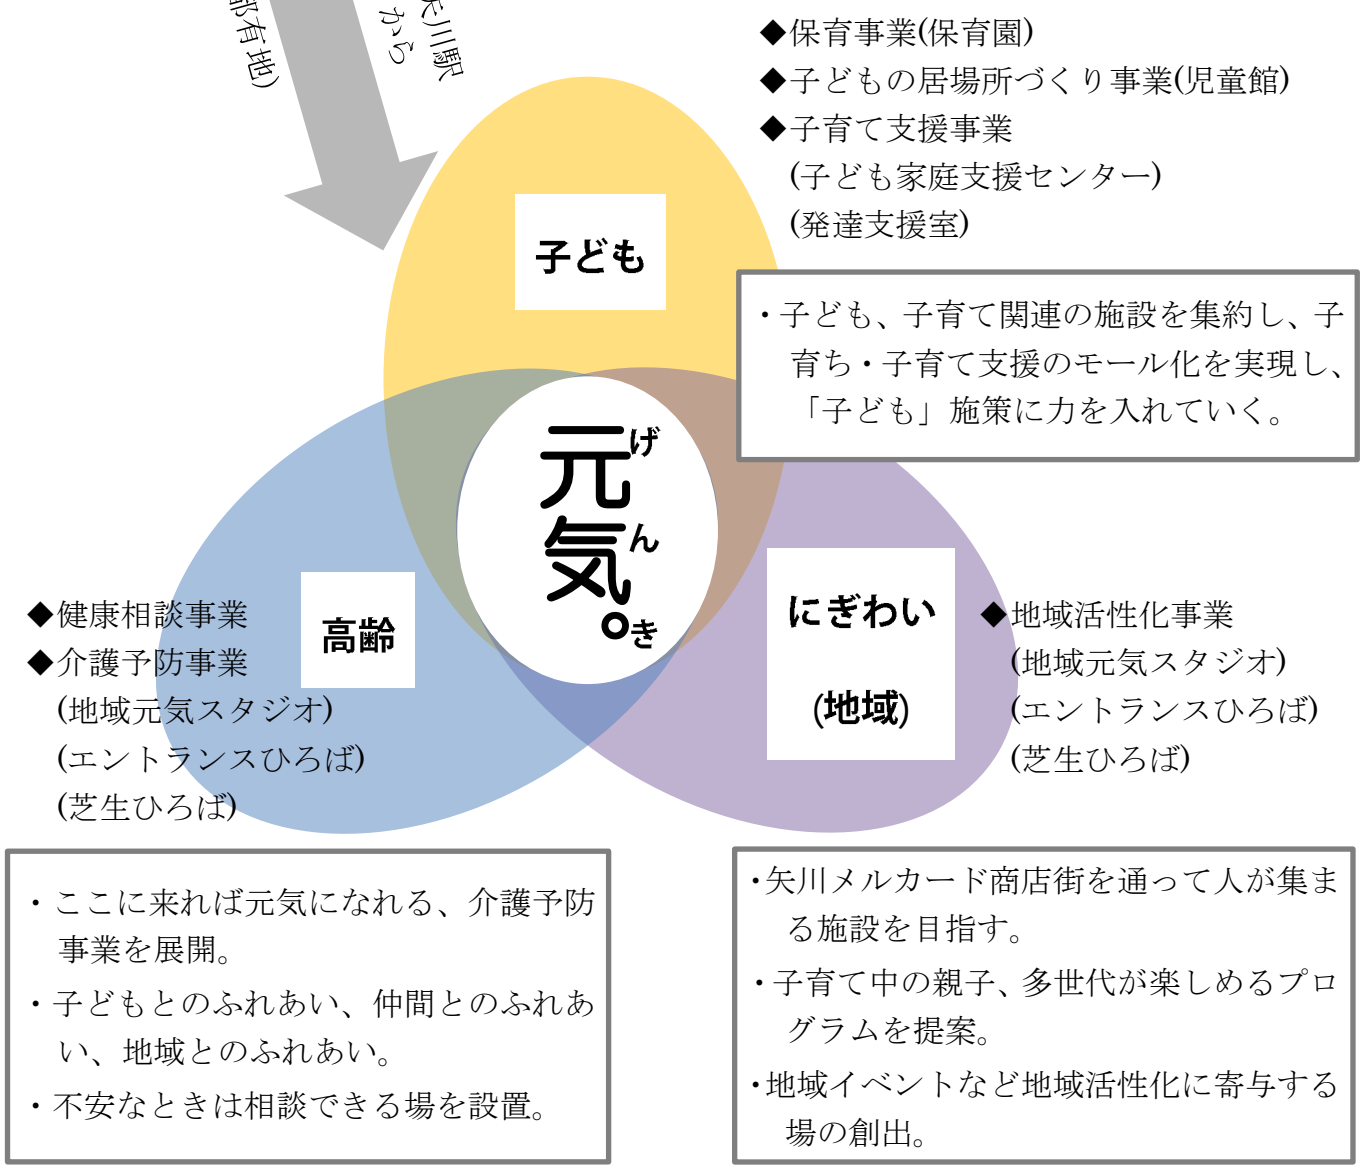 矢川駅
から
都有地)
◆保育事業(保育園)
◆子どもの居場所づくり事業(児童館)
◆子育て支援事業
(子ども家庭支援センター)
(発達支援室)
子ども
・子ども、子育て関連の施設を集約し、子
育ち・子育て支援のモール化を実現し、
「子ども」施策に力を入れていく。
元気。
げんき
高齢
◆健康相談事業
◆介護予防事業
(地域元気スタジオ)
(エントランスひろば)
(芝生ひろば)
にぎわい
(地域)
◆地域活性化事業
(地域元気スタジオ)
(エントランスひろば)
(芝生ひろば)
・ここに来れば元気になれる、介護予防
事業を展開。
・子どもとのふれあい、仲間とのふれあ
い、地域とのふれあい。
・不安なときは相談できる場を設置。
・矢川メルカード商店街を通って人が集ま
る施設を目指す。
・子育て中の親子、多世代が楽しめるプロ
グラムを提案。
・地域イベントなど地域活性化に寄与する
場の創出。